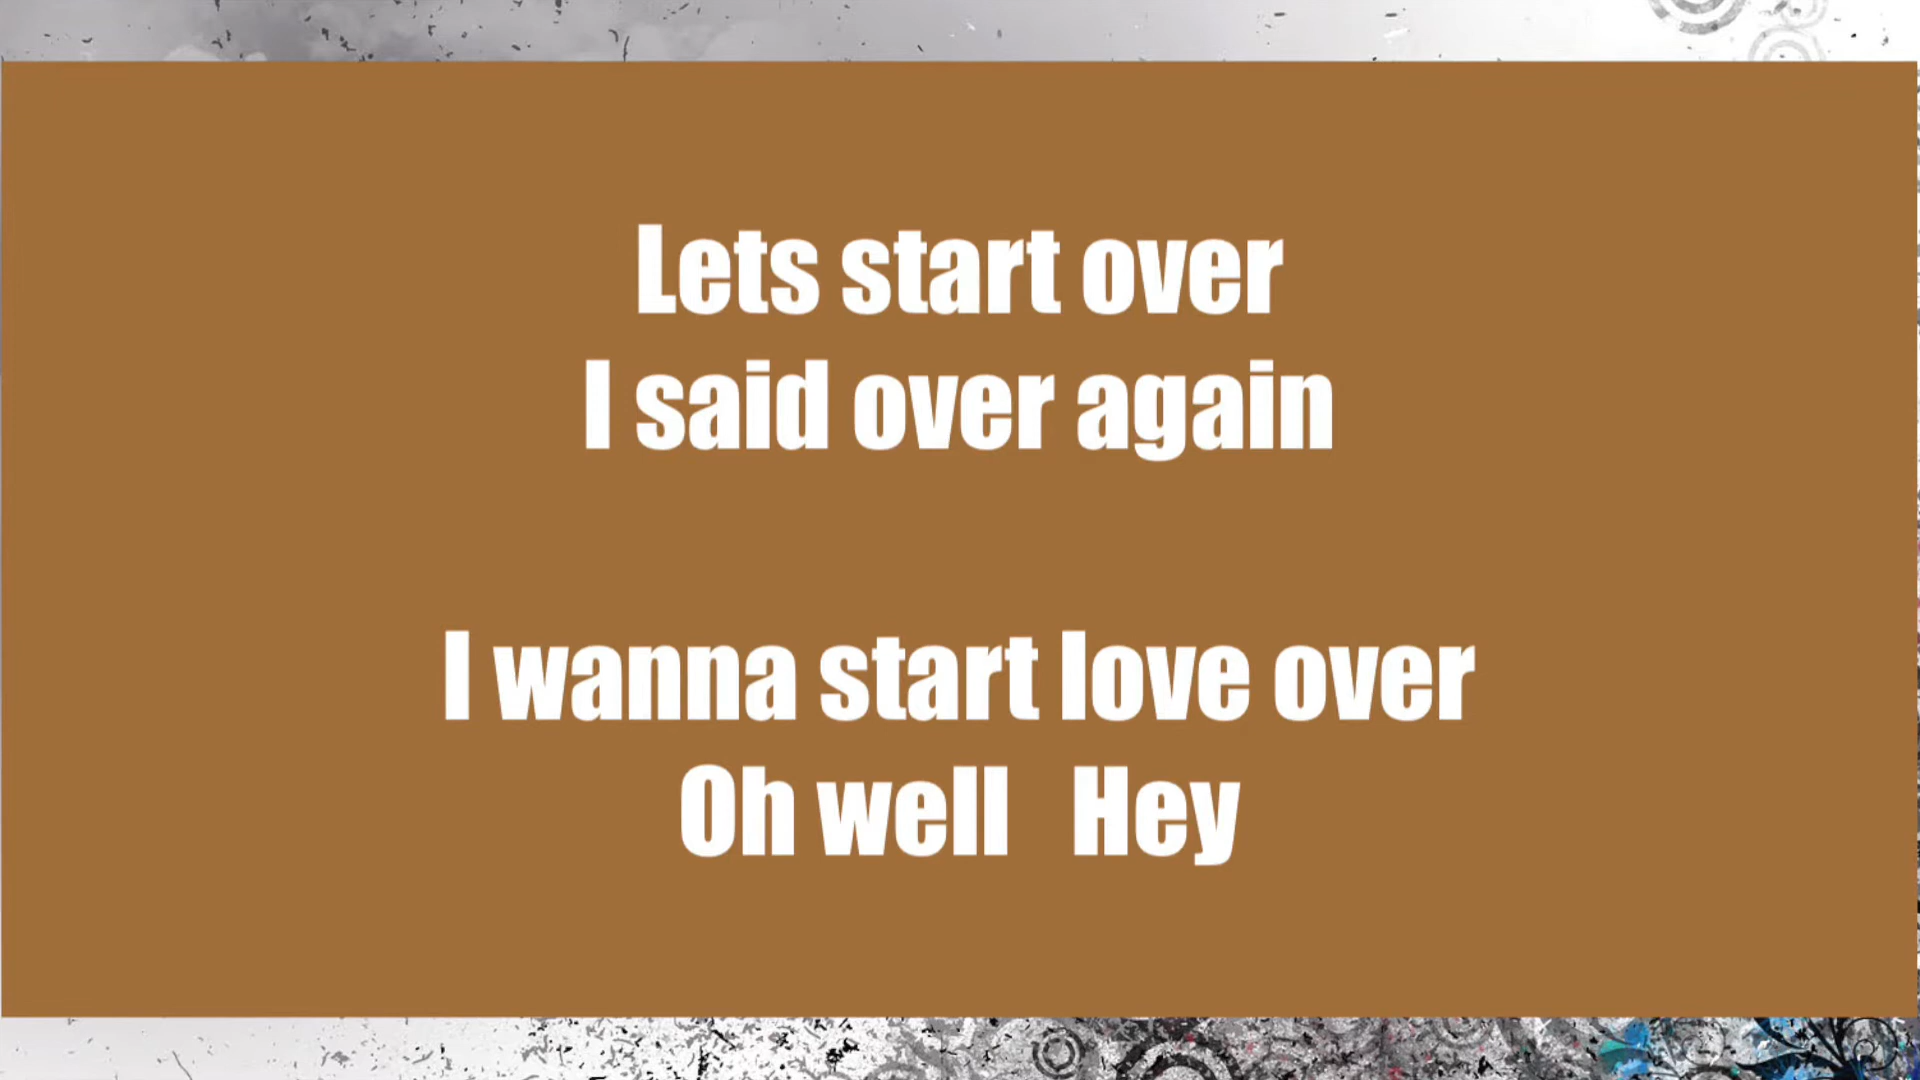 Lets start over
I said over again
I wanna start love over
Oh well   Hey